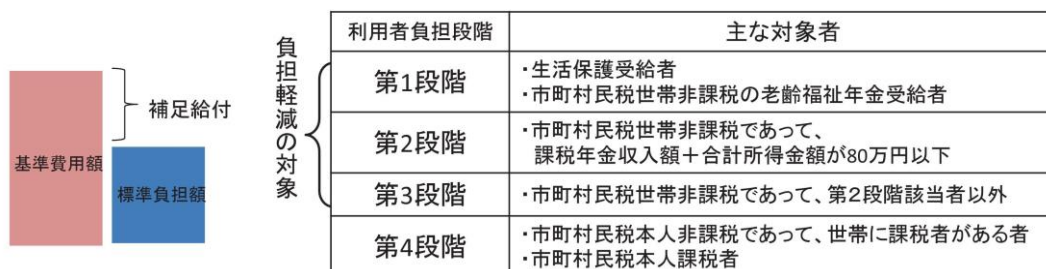 補足給付
基準費用額
標準負担額
負担軽減の対象
利用者負担段階
主な対象者
第1段階
・生活保護受給者
・市町村民税世帯非課税の老齢福祉年金受給者
第2段階
・市町村民税世帯非課税であって、
課税年金収入額＋合計所得金額が80万円以下
第3段階
・市町村民税世帯非課税であって、第２段階該当者以外
第4段階
・市町村民税本人非課税であって、世帯に課税者がある者
・市町村民税本人課税者